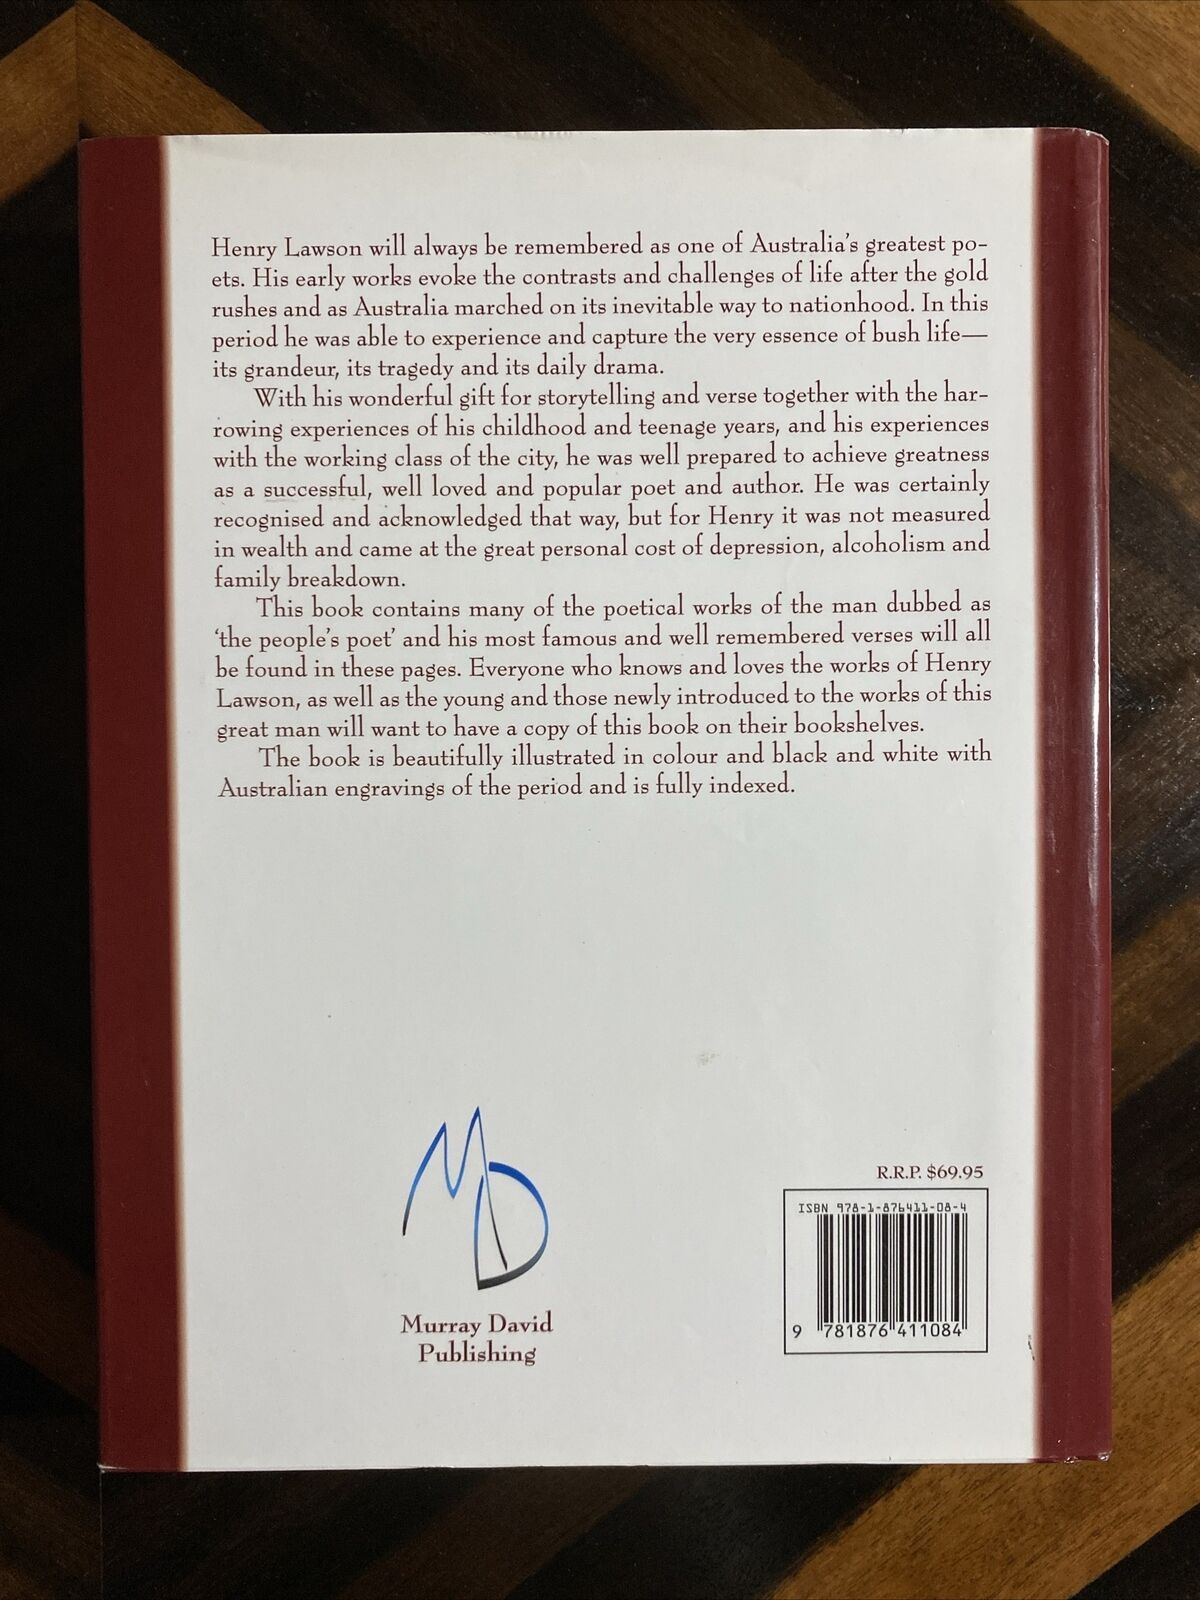 Henry Lawson will always be remembered as one of Australia's greatest po-
ets. His early works evoke the contrasts and challenges of life after the gold
rushes and as Australia marched on its inevitable way to nationhood. In this
period he was able to experience and capture the very essence of bush life—
its grandeur, its tragedy and its daily drama.
With his wonderful gift for storytelling and verse together with the har-
rowing experiences of his childhood and teenage years, and his experiences
with the working class of the city, he was well prepared to achieve greatness
as a successful, well loved and popular poet and author. He was certainly
recognised and acknowledged that way, but for Henry it was not measured
in wealth and came at the great personal cost of depression, alcoholism and
family breakdown.
This book contains many of the poetical works of the man dubbed as
'the people's poet' and his most famous and well remembered verses will all
be found in these pages. Everyone who knows and loves the works of Henry
Lawson, as well as the young and those newly introduced to the works of this
great man will want to have a copy of this book on their bookshelves.
The book is beautifully illustrated in colour and black and white with
Australian engravings of the period and is fully indexed.
MD
Murray David
Publishing
R.R.P. $69.95
ISBN 978-1-876411-08-4
9 781876 411084